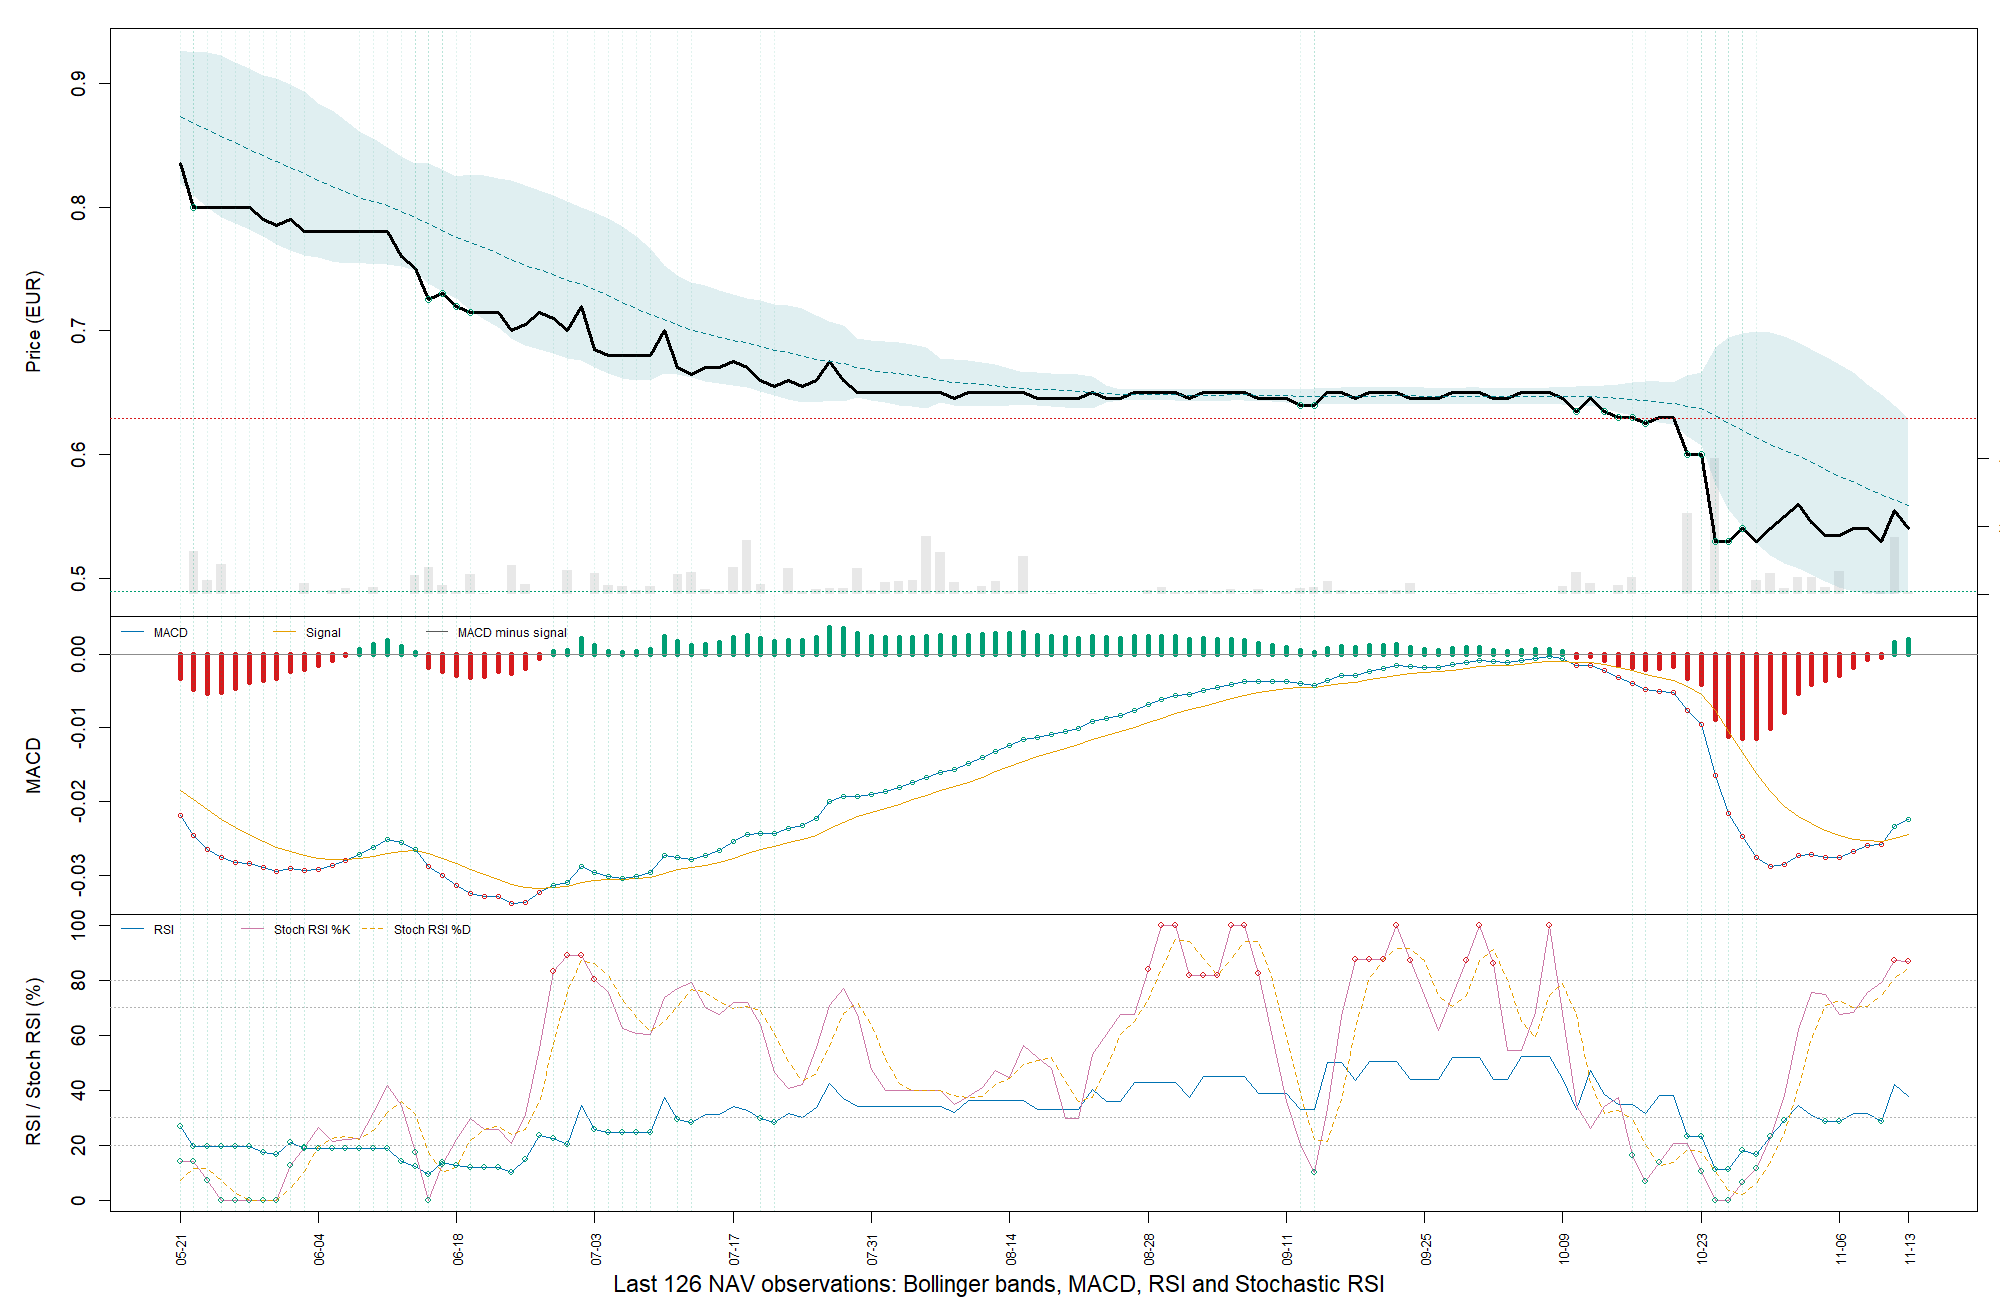 0.9
0.8
0.7
0.6
0.5
Price (EUR)
MACD
Signal
MACD minus signal
0.00
-0.01
-0.02
-0.03
MACD
RSI
Stoch RSI %K
Stoch RSI %D
100
80
60
40
20
0
RSI / Stoch RSI (%)
05-21
06-04
06-18
07-03
07-17
07-31
08-14
08-28
09-11
09-25
10-09
10-23
11-06
11-13
Last 126 NAV observations: Bollinger bands, MACD, RSI and Stochastic RSI